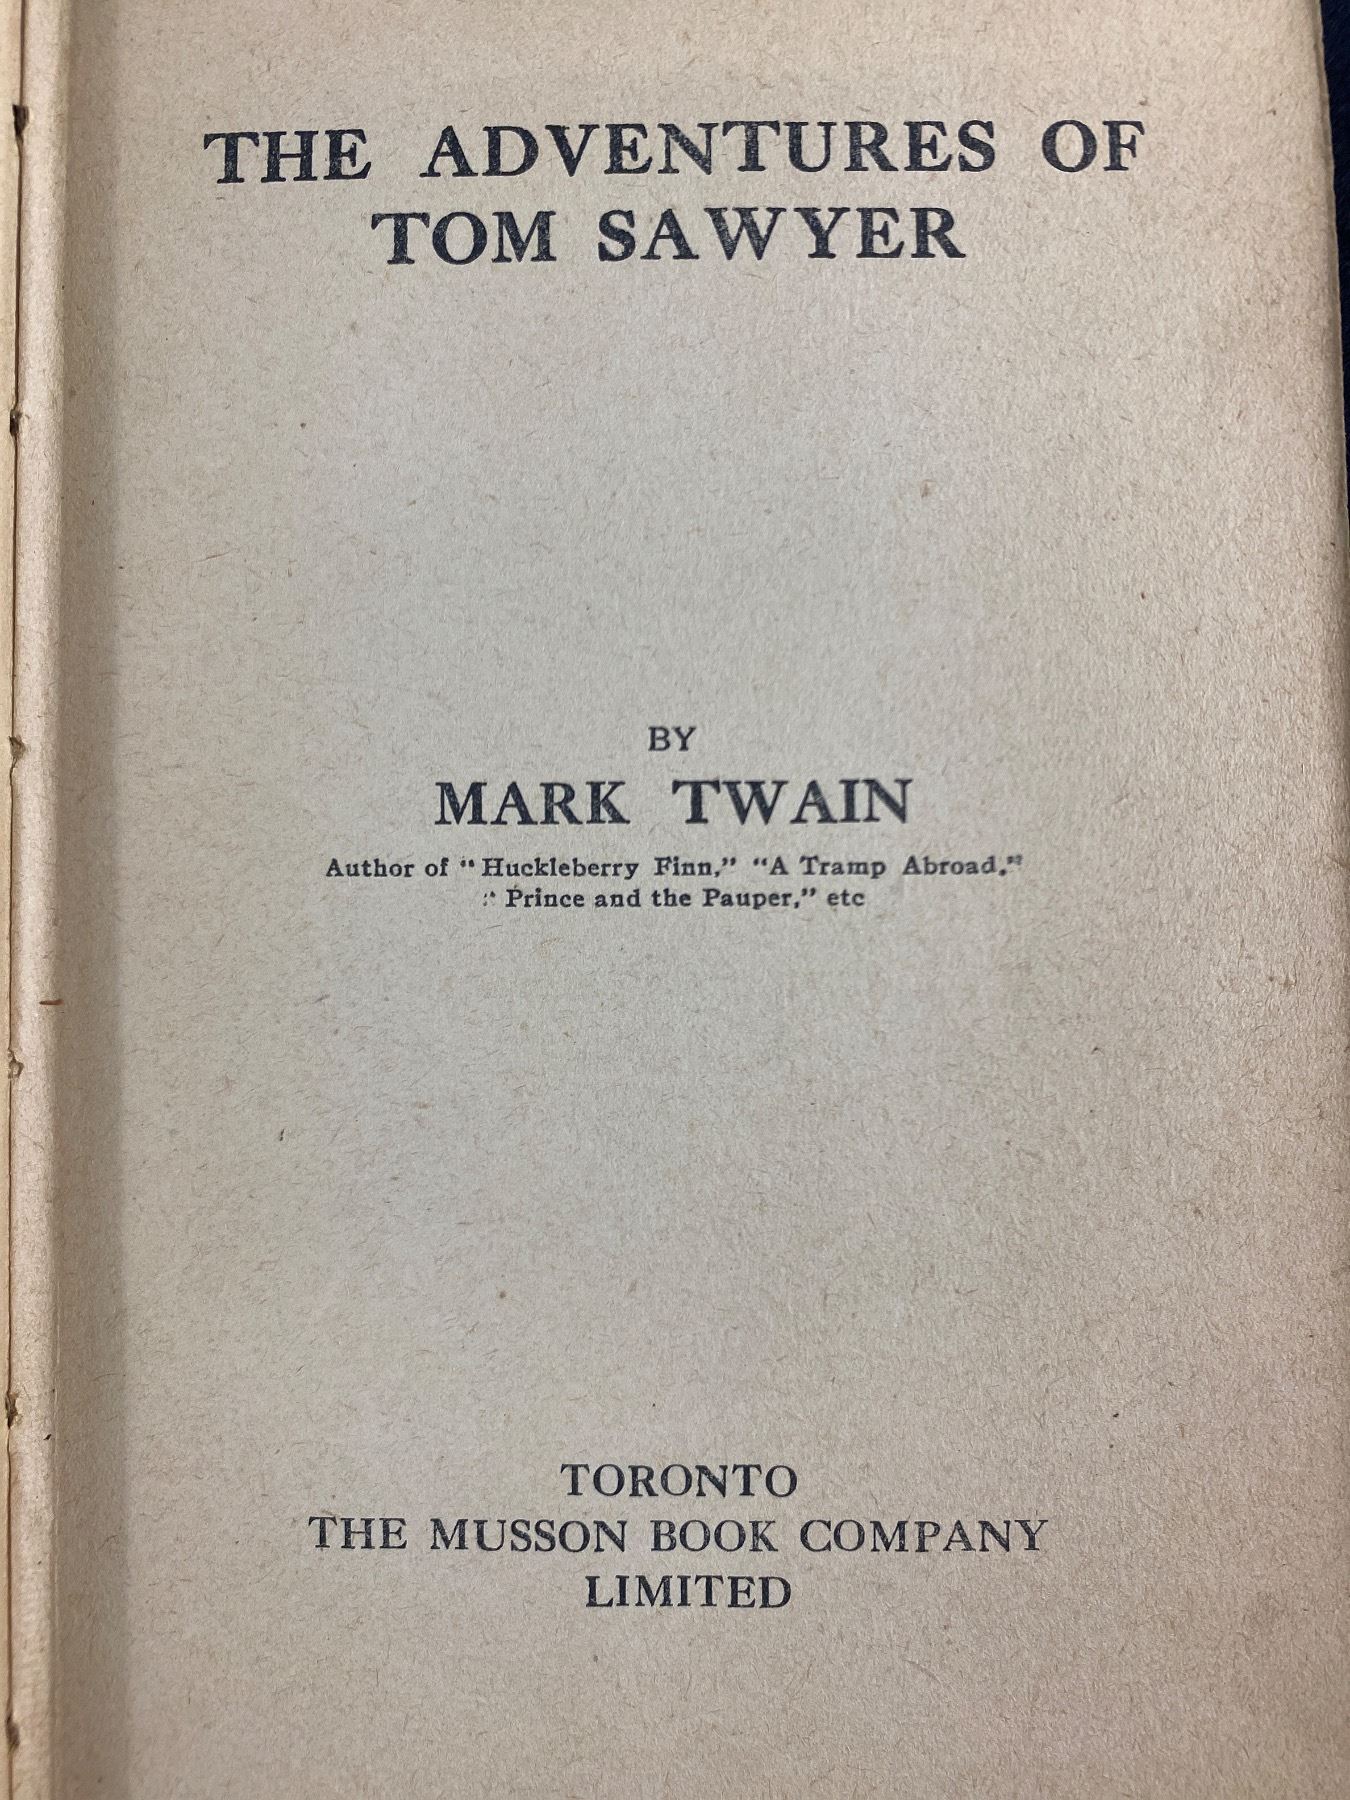 THE ADVENTURES OF
TOM SAWYER
BY
MARK TWAIN
Author of "Huckleberry Finn," "A Tramp Abroad,"
"Prince and the Pauper," etc
TORONTO
THE MUSSON BOOK COMPANY
LIMITED